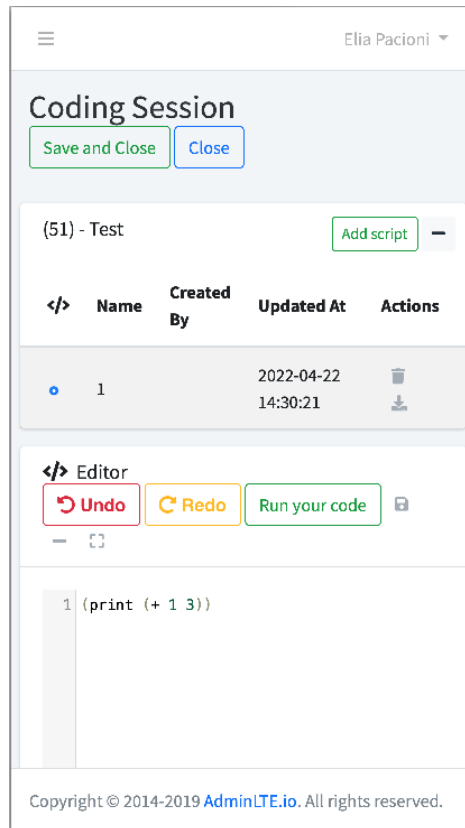 Elia Pacioni
Coding Session
Save and Close Close
(51) - Test Add script
</> Name Created By Updated At Actions
1 2022-04-22 14:30:21
</> Editor
Undo Redo Run your code
1 (print (+ 1 3))
Copyright © 2014-2019 AdminLTE.io. All rights reserved.